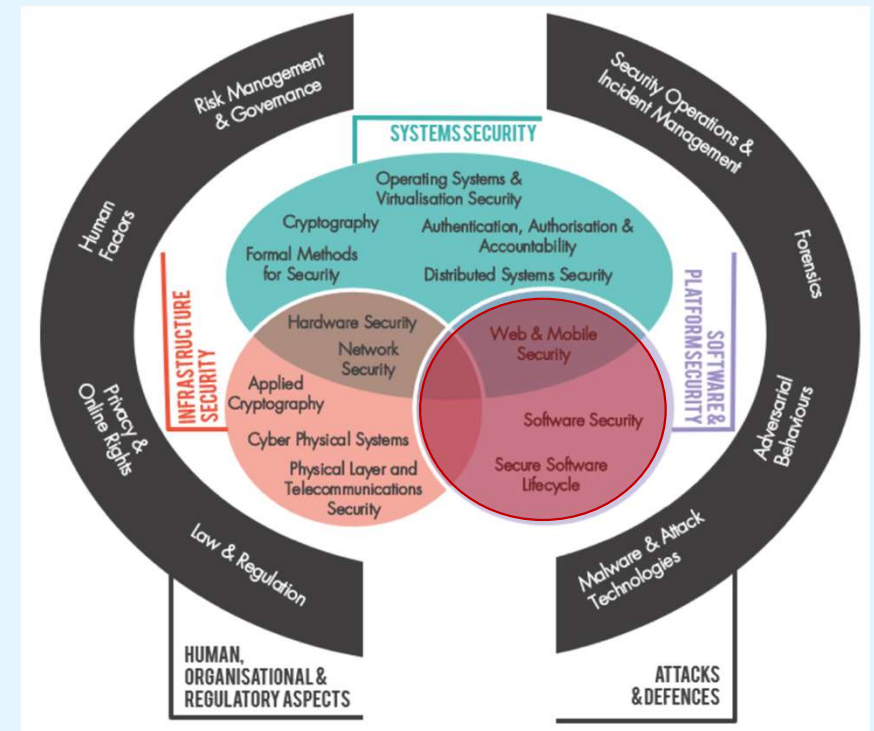 Risk Management
& Governance
Human
Factors
Privacy &
Online Rights
Law & Regulation
HUMAN,
ORGANISATIONAL &
REGULATORY ASPECTS
SYSTEMS SECURITY
Operating Systems &
Virtualisation Security
Cryptography
Authentication, Authorisation &
Accountability
Formal Methods
for Security
Distributed Systems Security
INFRASTRUCTURE
SECURITY
Hardware Security
Network
Security
Applied
Cryptography
Cyber Physical Systems
Physical Layer and
Telecommunications
Security
Web & Mobile
Security
Software Security
Secure Software
Lifecycle
SOFTWARE &
PLATFORM SECURITY
Security Operations &
Incident Management
Forensics
Adversarial
Behaviours
Malware & Attack
Technologies
ATTACKS
& DEFENCES